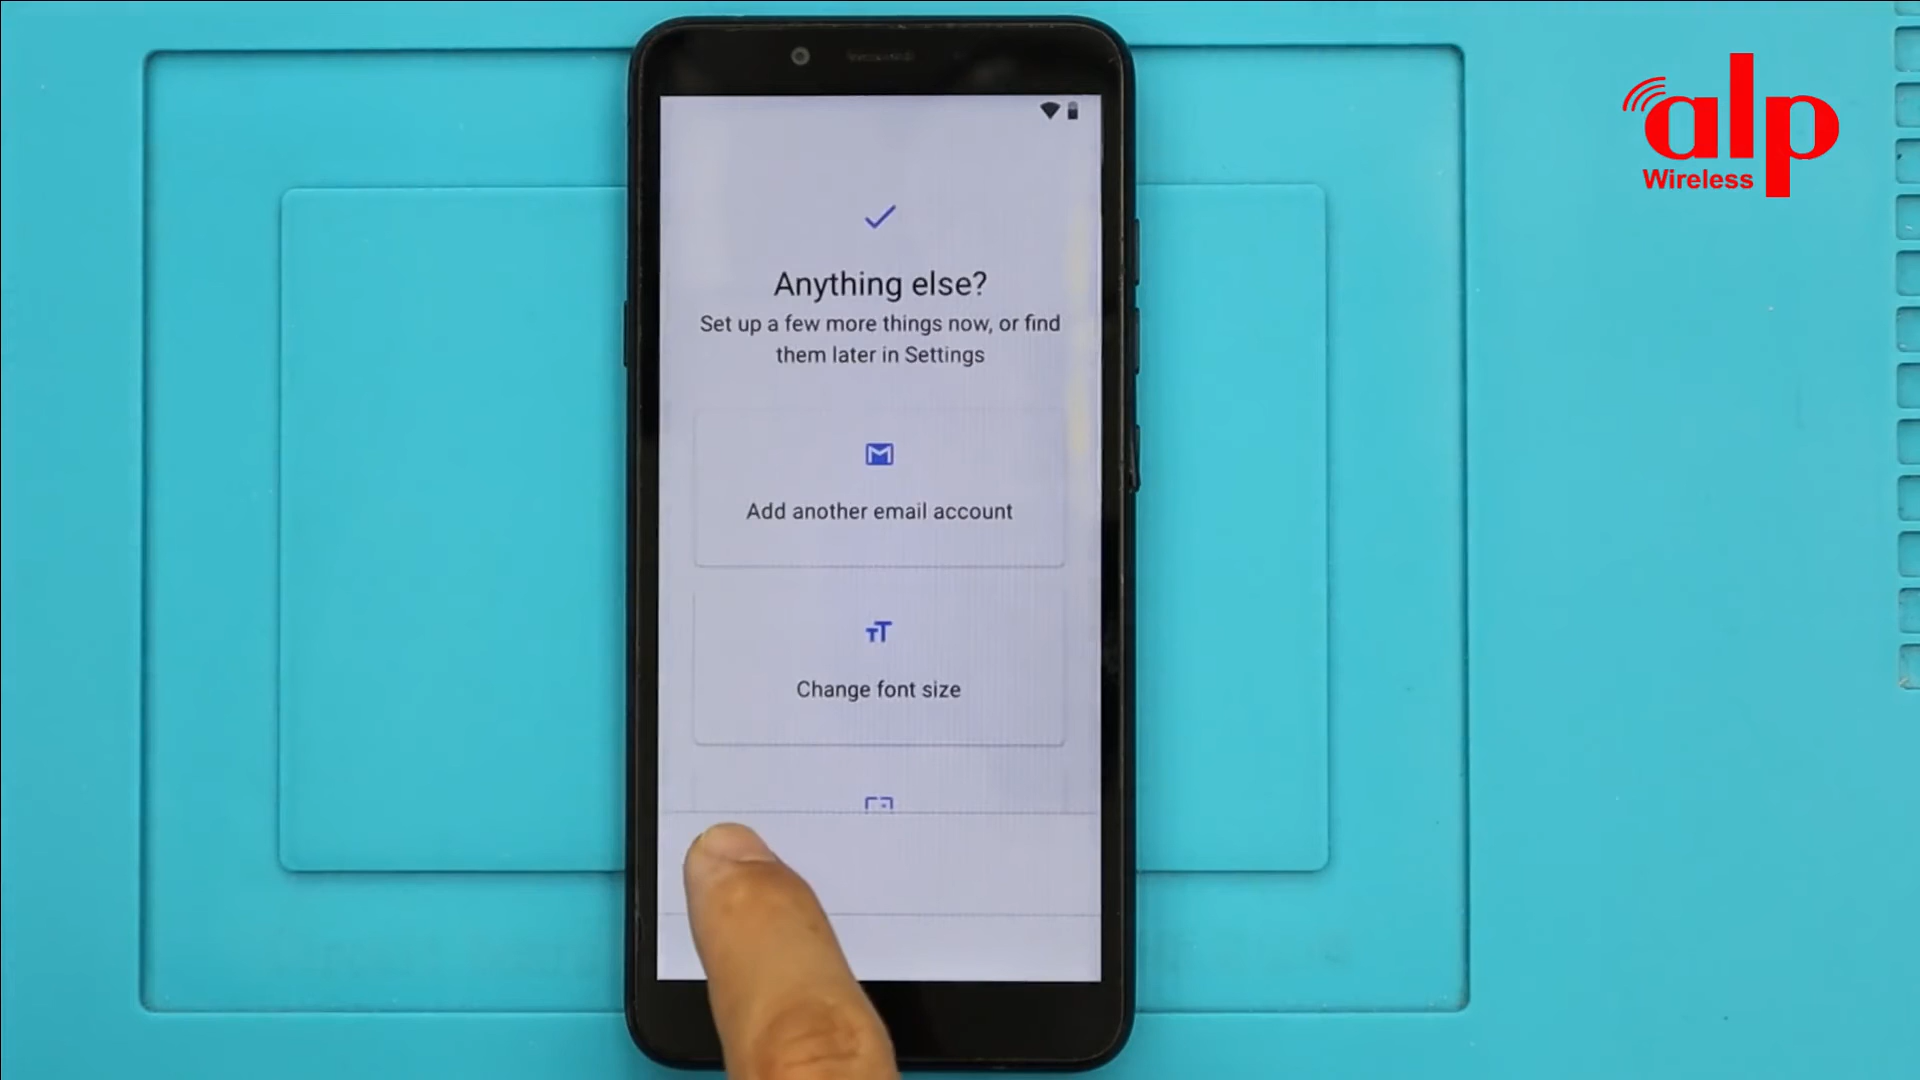 alp
Wireless
Anything else?
Set up a few more things now, or find
them later in Settings
Add another email account
Change font size